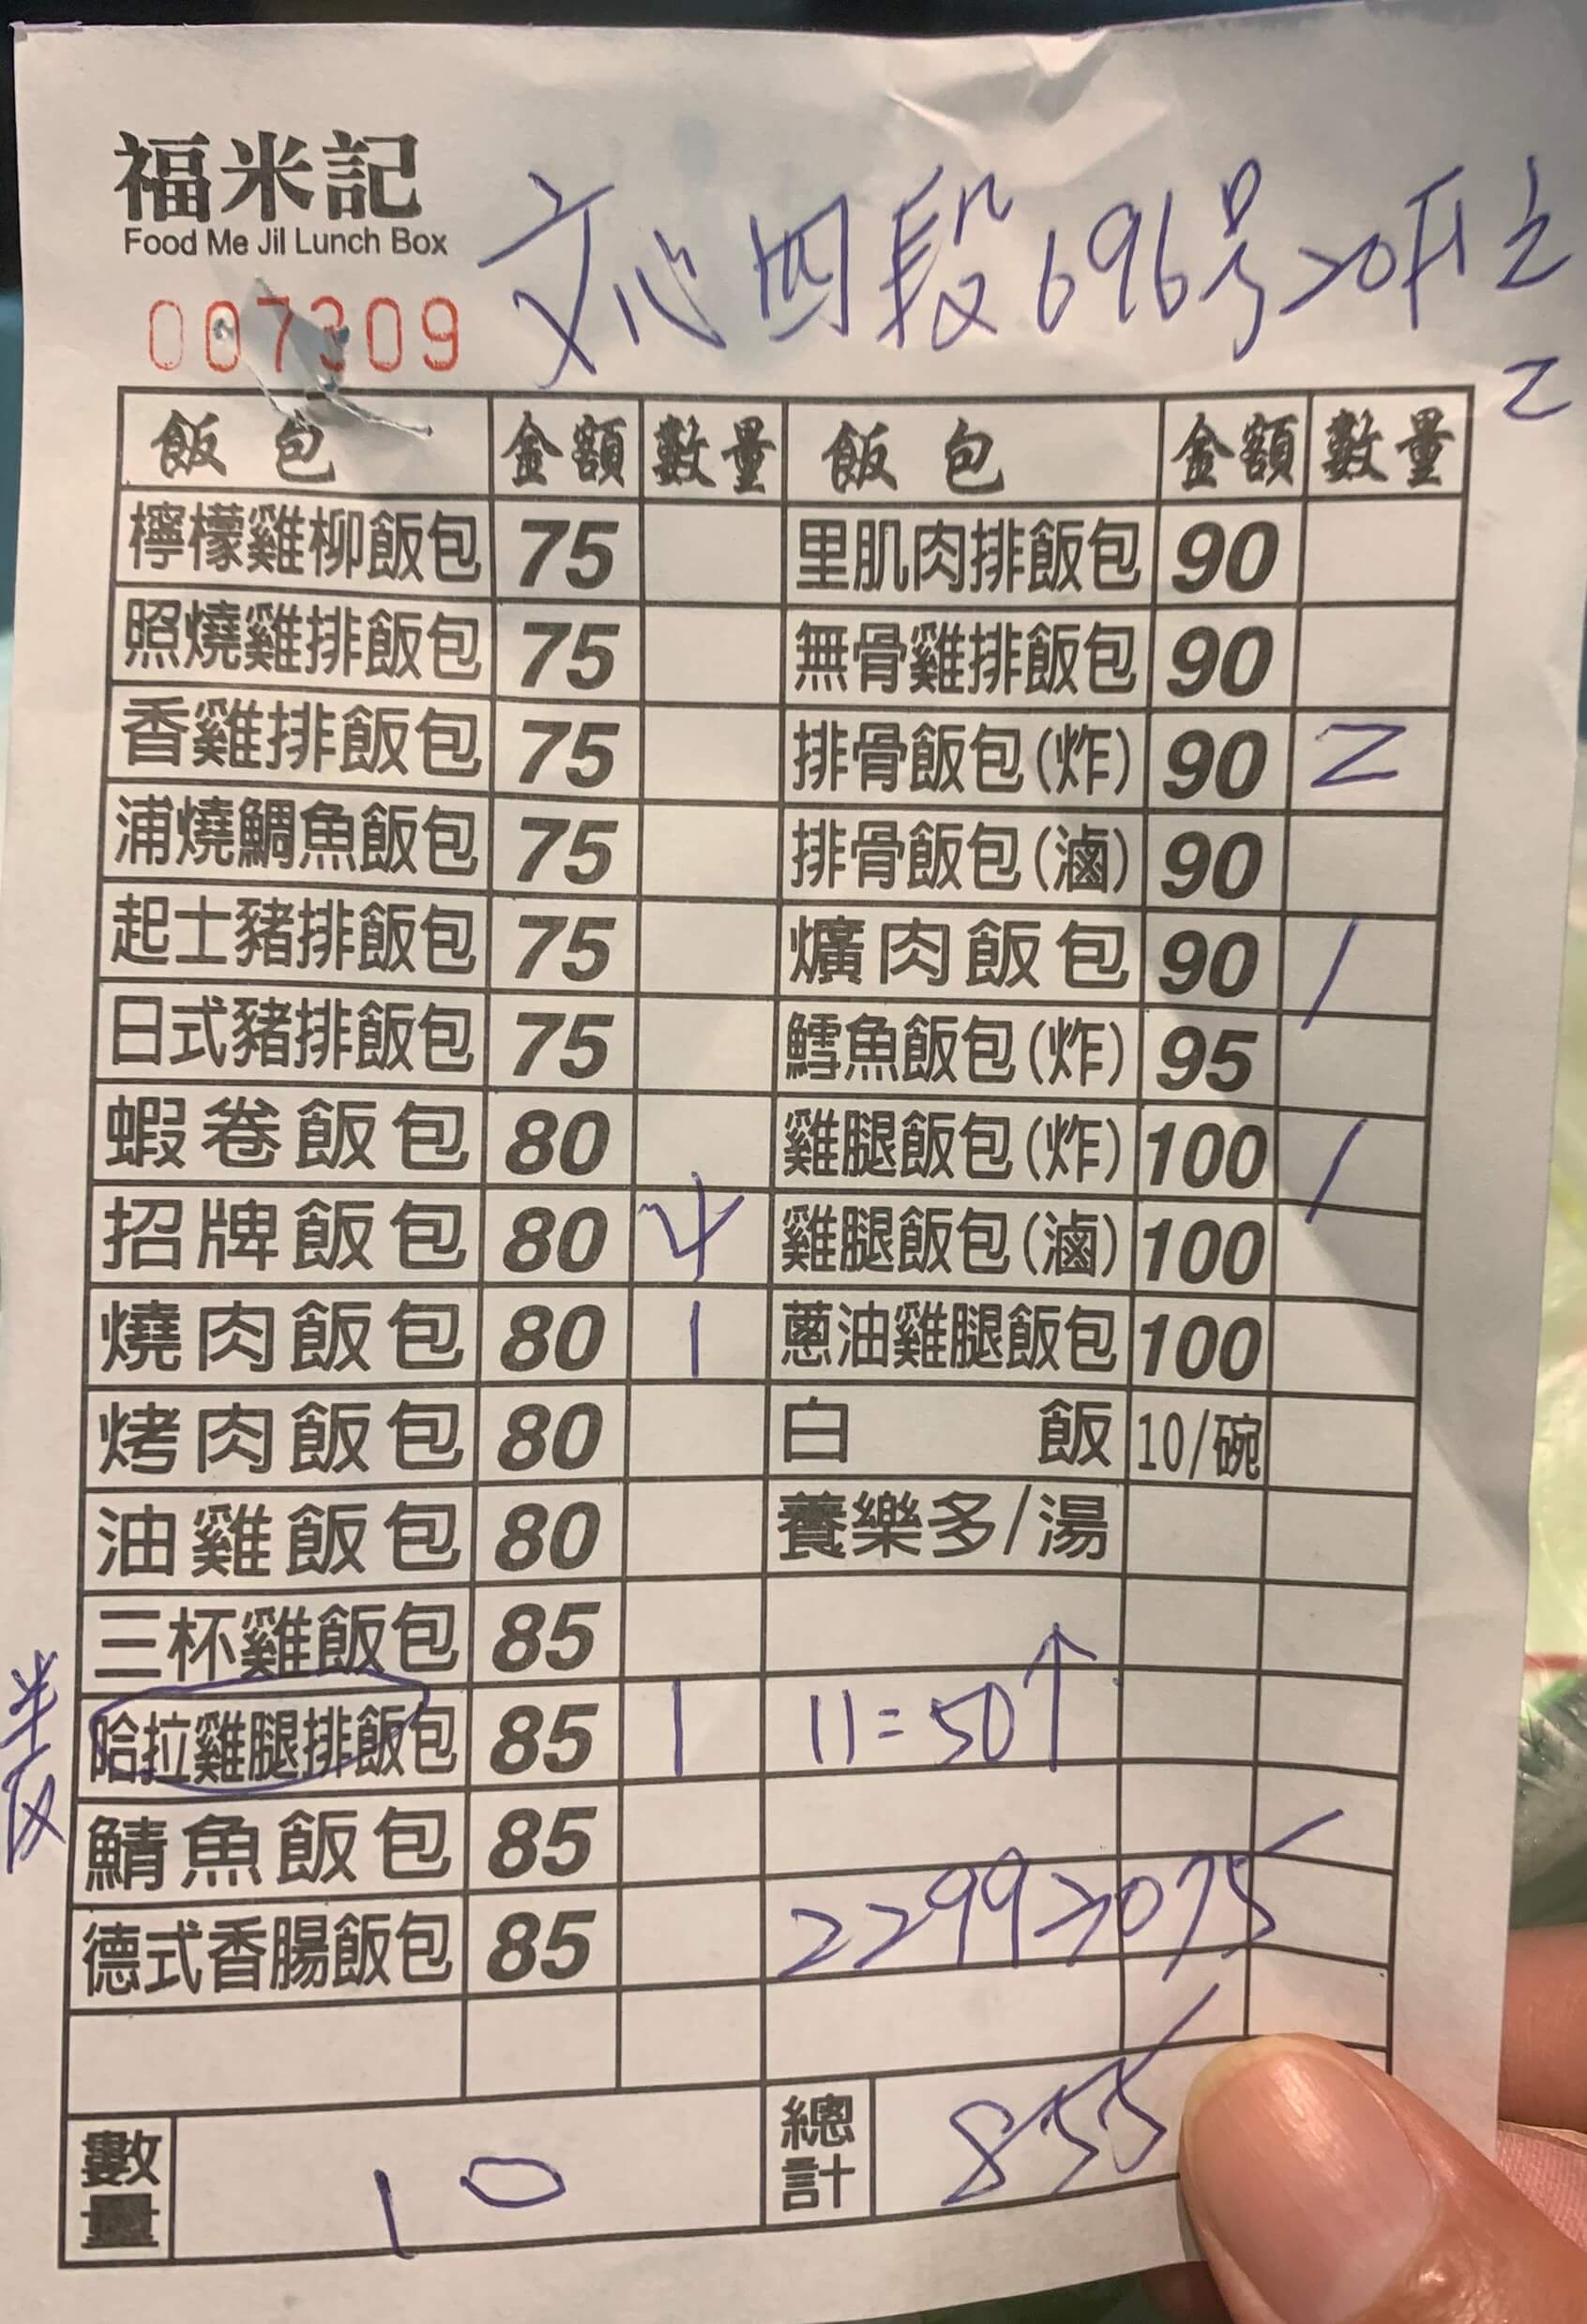 福米記
Food Me Jil Lunch Box
文心四段696号
007309
飯包 金額 數量 飯包 金額 數量
檸檬雞柳飯包 75 里肌肉排飯包 90
照燒雞排飯包 75 無骨雞排飯包 90
香雞排飯包 75 排骨飯包(炸) 90 2
浦燒鯛魚飯包 75 排骨飯包(滷) 90
起士豬排飯包 75 爌肉飯包 90 1
日式豬排飯包 75 鱈魚飯包(炸) 95
蝦卷飯包 80 雞腿飯包(炸) 100 1
招牌飯包 80 4 雞腿飯包(滷) 100
燒肉飯包 80 1 蔥油雞腿飯包 100
烤肉飯包 80 白飯 10/碗
油雞飯包 80 養樂多/湯
三杯雞飯包 85
哈拉雞腿排飯包 85 1 11=50↑
半
鯖魚飯包 85
德式香腸飯包 85 22992075
數量 10 總計 855